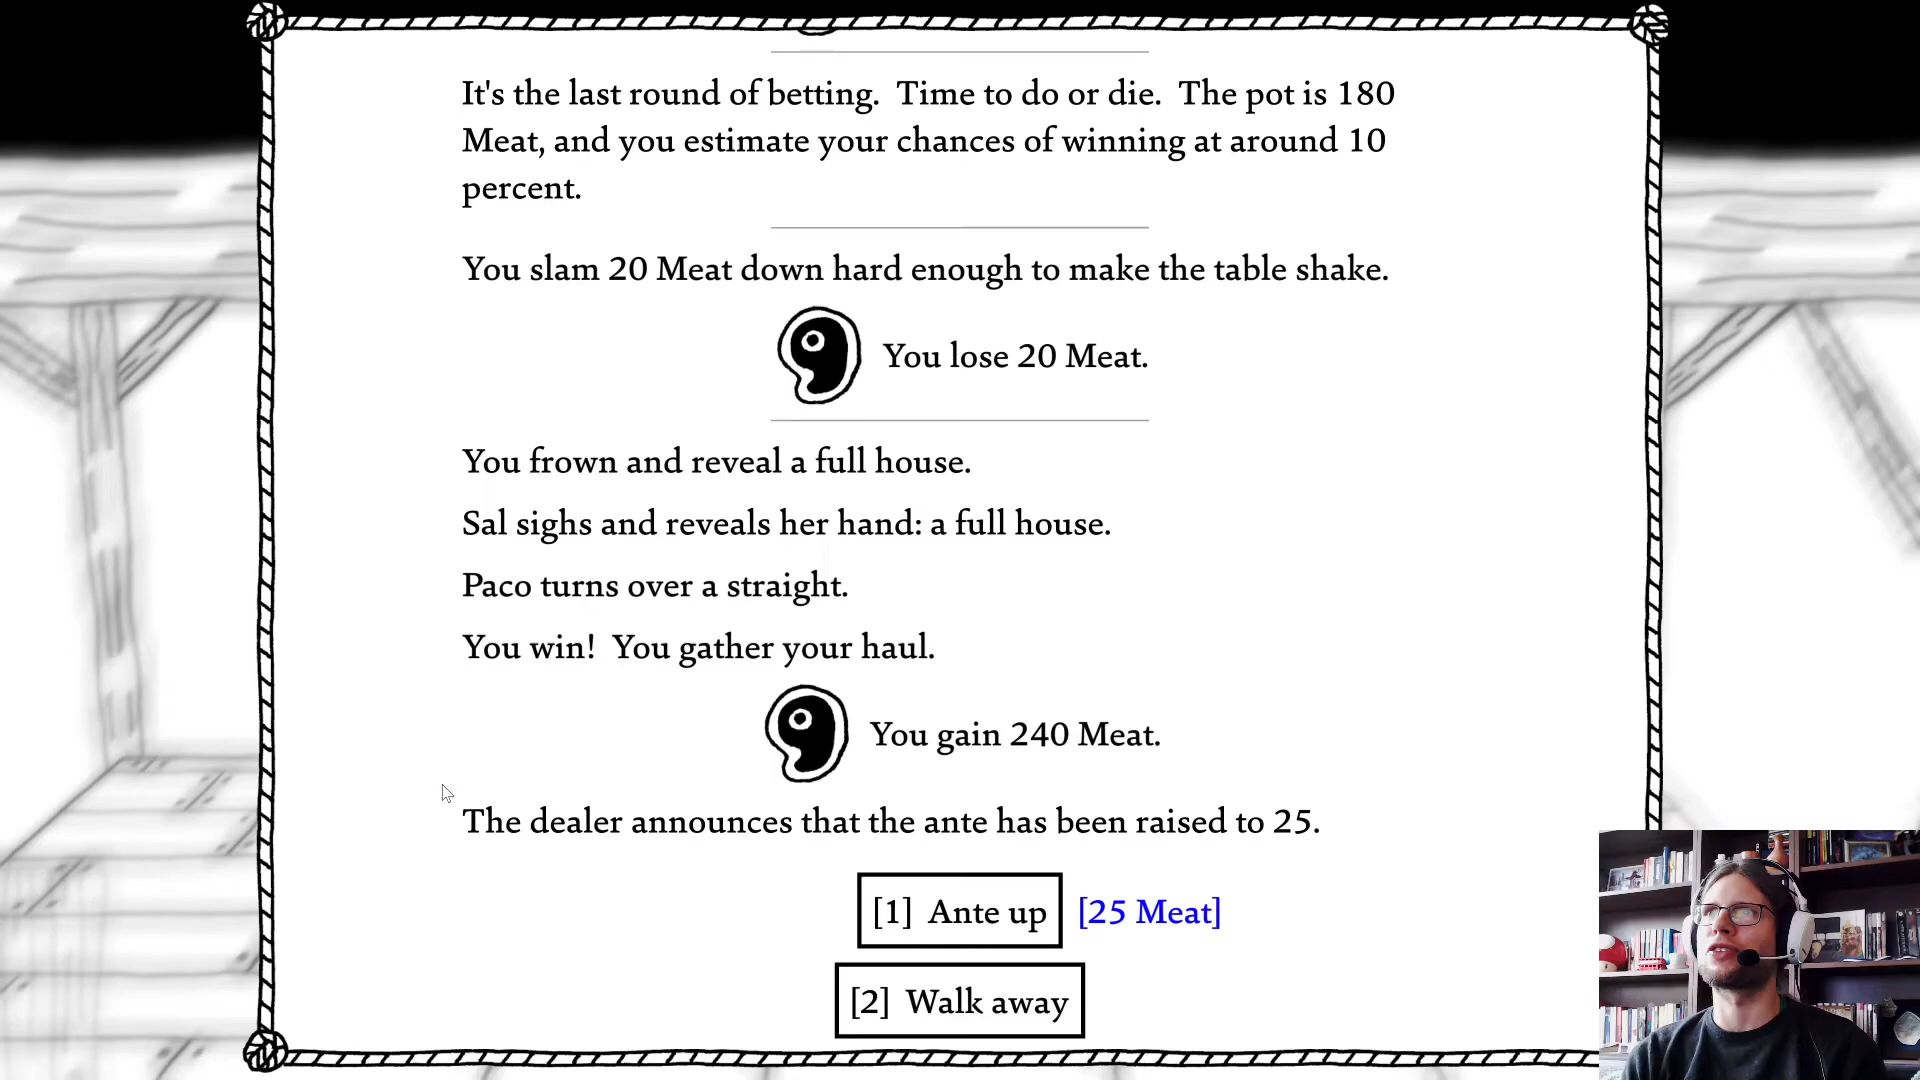 It's the last round of betting. Time to do or die. The pot is 180
Meat, and you estimate your chances of winning at around 10
percent.
You slam 20 Meat down hard enough to make the table shake.
You lose 20 Meat.
You frown and reveal a full house.
Sal sighs and reveals her hand: a full house.
Paco turns over a straight.
You win! You gather your haul.
You gain 240 Meat.
The dealer announces that the ante has been raised to 25.
[1] Ante up [25 Meat]
[2] Walk away